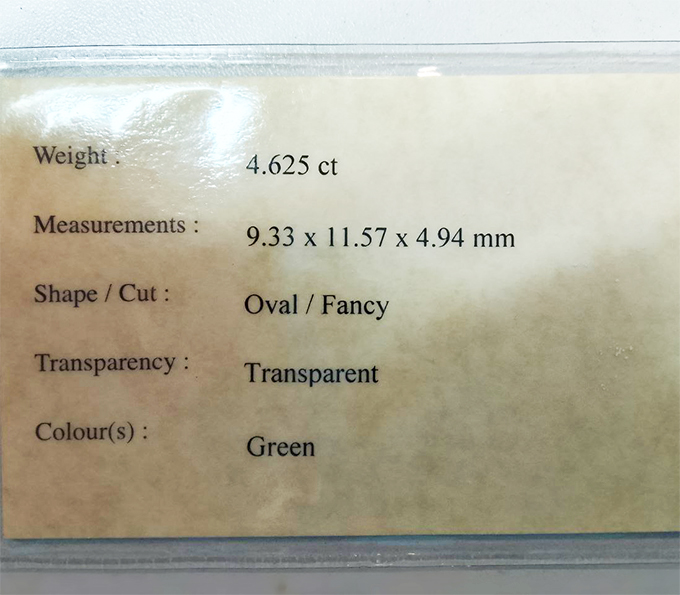 Weight : 4.625 ct
Measurements : 9.33 x 11.57 x 4.94 mm
Shape / Cut : Oval / Fancy
Transparency : Transparent
Colour(s) : Green